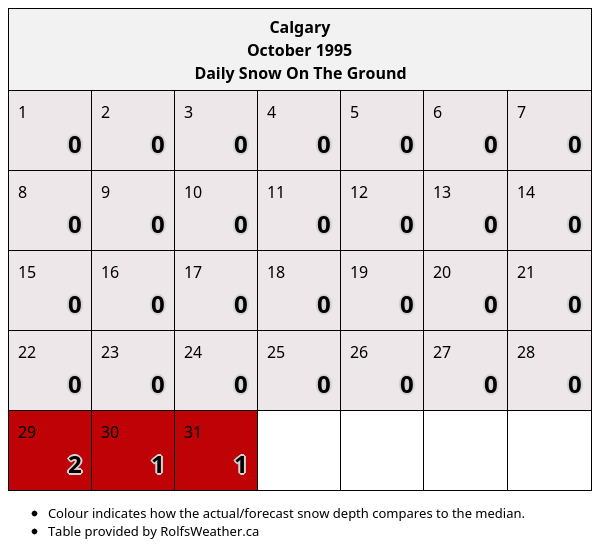 Calgary
October 1995
Daily Snow On The Ground
1 2 3 4 5 6 7
0 0 0 0 0 0 0
8 9 10 11 12 13 14
0 0 0 0 0 0 0
15 16 17 18 19 20 21
0 0 0 0 0 0 0
22 23 24 25 26 27 28
0 0 0 0 0 0 0
29 30 31
2 1 1
• Colour indicates how the actual/forecast snow depth compares to the median.
• Table provided by RolfsWeather.ca